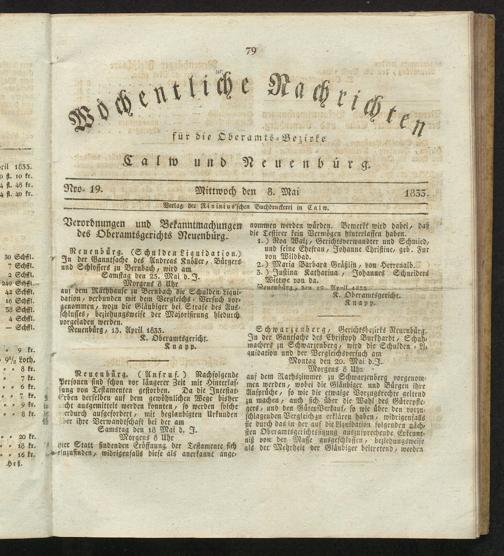 79
Wöchentliche Nachrichten
für die Oberamts-Bezirke
Calw und Neuenbürg.
Nro. 19. Mittwoch den 8. Mai 1833.
Verlag der Rivinius'schen Buchdruckerei in Calw.
Verordnungen und Bekanntmachungen
des Oberamtsgerichts Neuenbürg.
Neuenbürg. (Schulden Liquidation.)
In der Gantsache des Andreas Knöller, Bürgers
und Schlossers zu Bernbach, wird am
Samstag den 25. Mai d. J.
Morgens 8 Uhr
auf dem Rathhause zu Bernbach die Schulden Liqui-
dation, verbunden mit dem Vergleichs-Versuch vor-
genommen, wozu die Gläubiger bei Strafe des Aus-
schlusses, beziehungsweise der Majorisirung hiedurch
vorgeladen werden.
Neuenbürg, 13. April 1833.
K. Oberamtsgericht.
Knapp.
Neuenbürg. (Aufruf.) Nachfolgende
Personen sind schon vor längerer Zeit mit Hinterlas-
sung von Testamenten gestorben. Da die Intestat-
Erben derselben auf dem gewöhnlichen Wege bisher
nicht ausgemittelt werden konnten, so werden solche
hiedurch aufgefordert, mit beglaubigten Urkunden
über ihre Verwandtschaft bei der am
Samstag den 18 Mai d. J.
Morgens 8 Uhr
hier Statt findenden Eröffnung der Testamente sich
einzufinden, widrigenfalls diese als anerkannt ange-
nommen werden würden. Bemerkt wird dabei, daß
die Testirer kein Vermögen hinterlassen haben.
1.) Noa Walz, Gerichtsverwandter und Schmied,
und seine Ehefrau, Johanne Christine, geb. Fur
von Wildbad.
2.) Maria Barbara Gräßlin, von Herrenalb.
3.) Justina Katharina, Johannes Schneiders
Wittwe von da.
Neuenbürg, den 19. April 1833.
K. Oberamtsgericht.
Knapp.
Schwarzenberg, Gerichtsbezirks Neuenbürg.
In der Gantsache des Christoph Burkhardt, Schuh-
machers zu Schwarzenberg, wird die Schulden-Li-
quidation und der Vergleichsversuch am
Montag den 20. Mai d.J.
Morgens 8 Uhr
auf dem Rathszimmer zu Schwarzenberg vorgenom-
men werden, wobei die Gläubiger und Bürgen ihre
Ansprüche, so wie die etwaige Vorzugsrechte geltend
zu machen, auch sich über die Wahl des Güterpfle-
gers, und den Güter-Verkauf, so wie über den vorzu-
schlagenden Vergleich zu erklären haben, widrigenfalls
sie durch das in der auf die Liquidation folgenden näch-
sten Oberamtsgerichtssitzung auszusprechende Erkennt-
niß von der Masse ausgeschlossen, beziehungsweise
als der Mehrheit der Gläubiger beitretend, werden